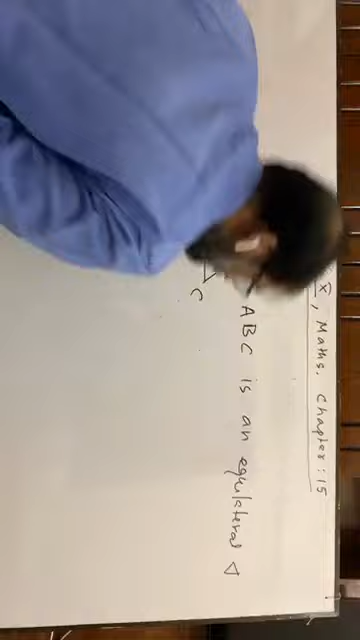 X, Maths. Chapter: 15
ABC is an equilateral Δ
C